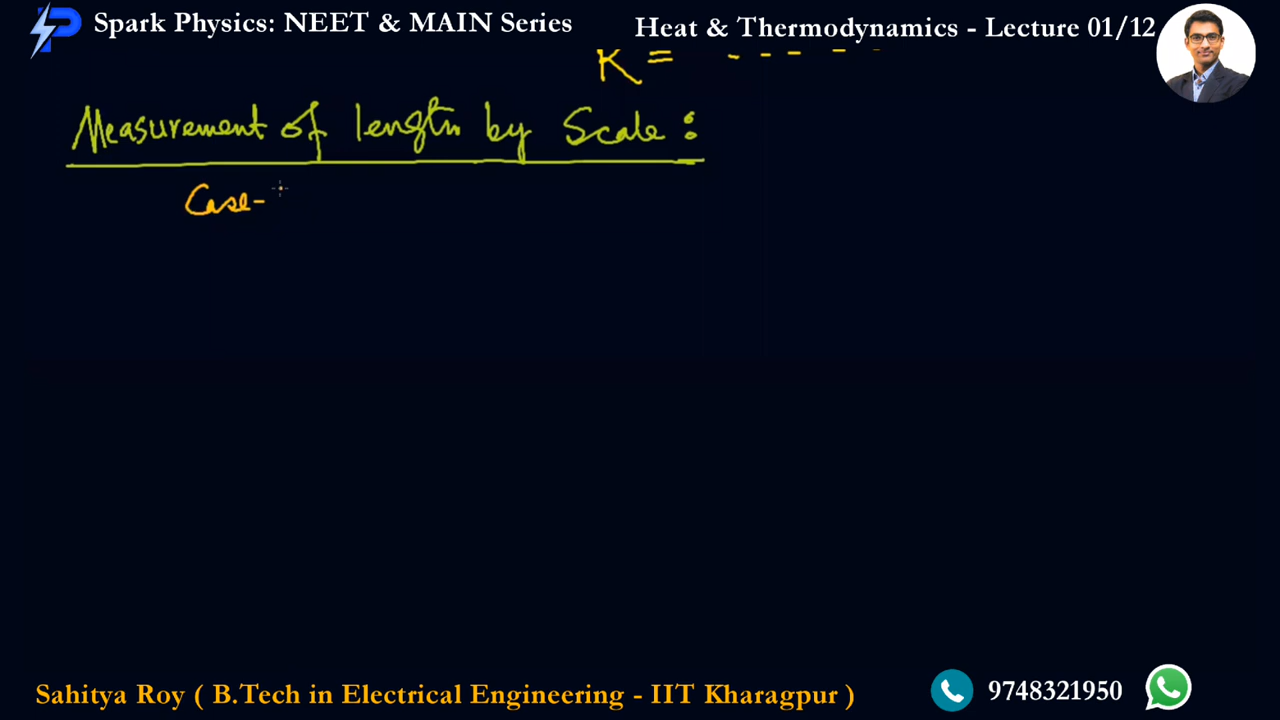 Spark Physics: NEET & MAIN Series
Heat & Thermodynamics - Lecture 01/12
K = - - - - -
Measurement of length by Scale :
Case-
Sahitya Roy ( B.Tech in Electrical Engineering - IIT Kharagpur )
9748321950